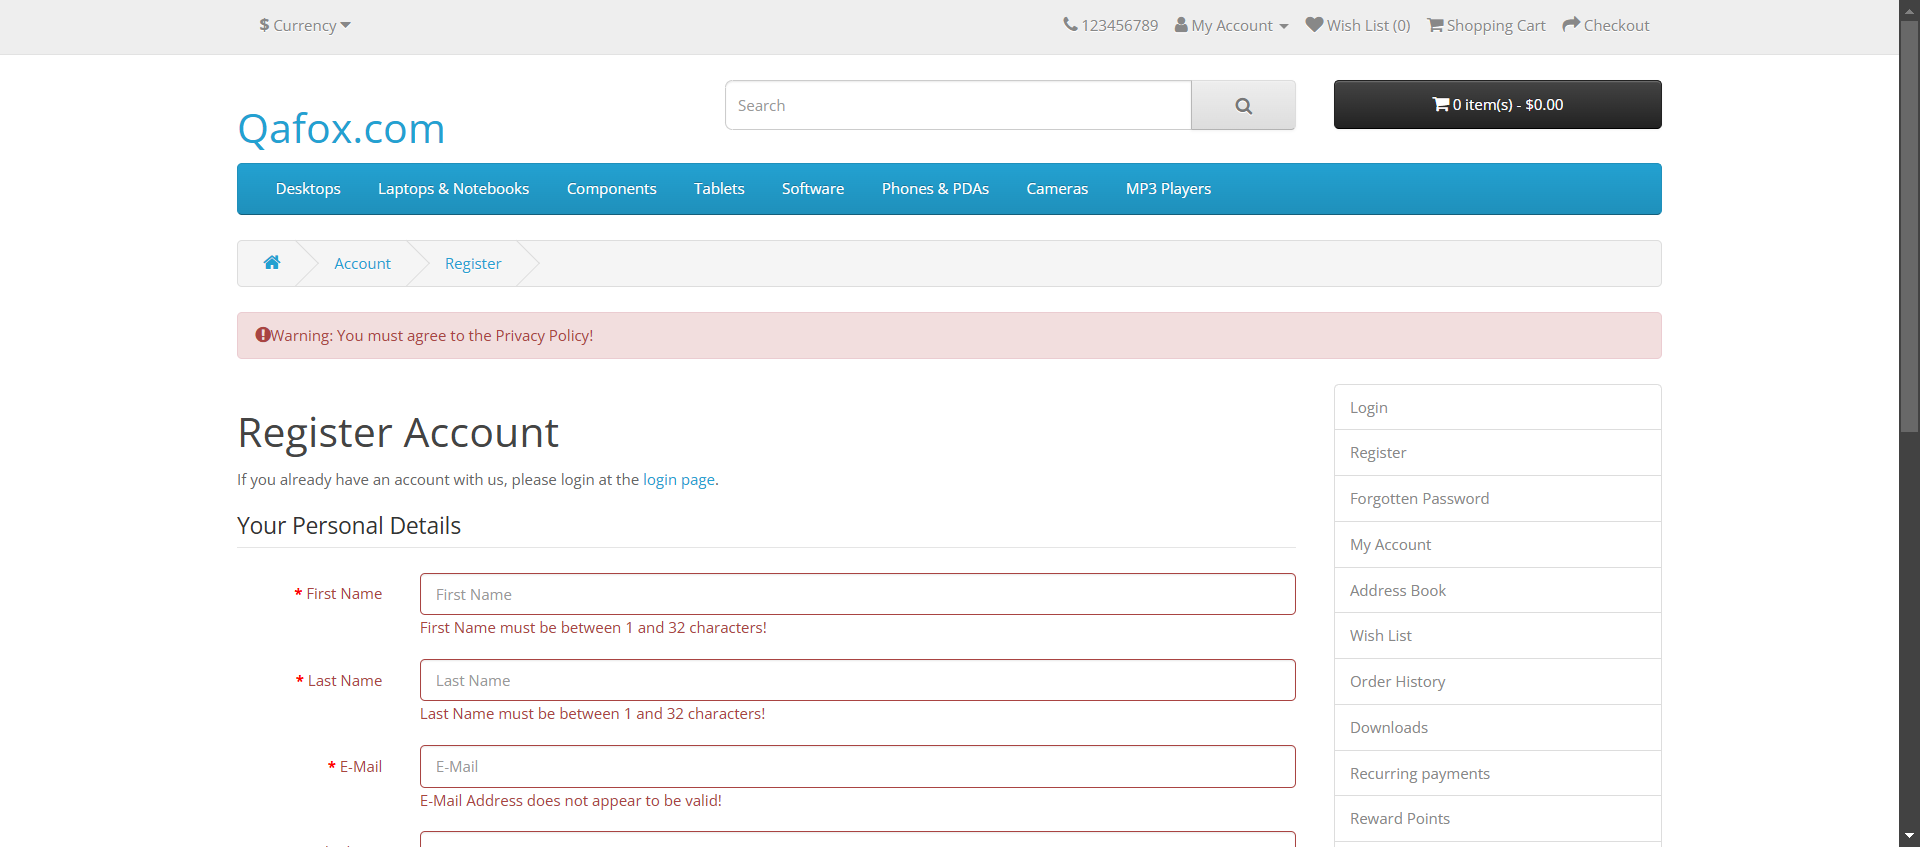 $ Currency
123456789 My Account Wish List (0) Shopping Cart Checkout
Qafox.com
Search
0 item(s) - $0.00
Desktops Laptops & Notebooks Components Tablets Software Phones & PDAs Cameras MP3 Players
Account Register
Warning: You must agree to the Privacy Policy!
Register Account
If you already have an account with us, please login at the login page.
Your Personal Details
* First Name
First Name
First Name must be between 1 and 32 characters!
* Last Name
Last Name
Last Name must be between 1 and 32 characters!
* E-Mail
E-Mail
E-Mail Address does not appear to be valid!
Login
Register
Forgotten Password
My Account
Address Book
Wish List
Order History
Downloads
Recurring payments
Reward Points